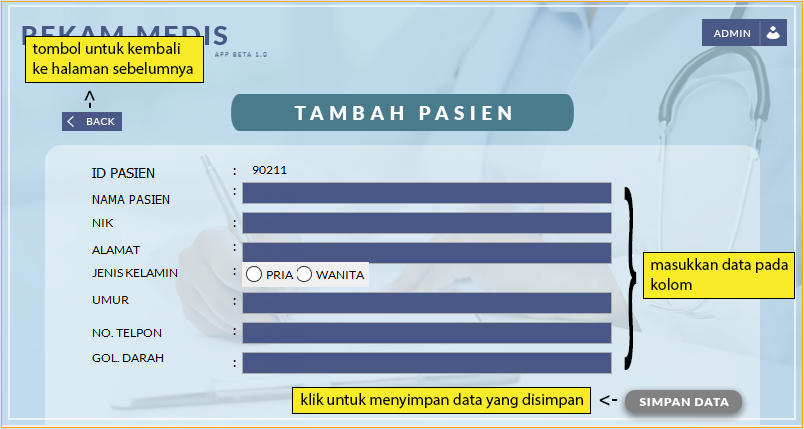 REKAM MEDIS
APP BETA 1.0
ADMIN
tombol untuk kembali
ke halaman sebelumnya
^
BACK
TAMBAH PASIEN
ID PASIEN : 90211
NAMA PASIEN :
NIK :
ALAMAT :
JENIS KELAMIN : PRIA WANITA
UMUR :
NO. TELPON :
GOL. DARAH :
masukkan data pada
kolom
klik untuk menyimpan data yang disimpan <- SIMPAN DATA